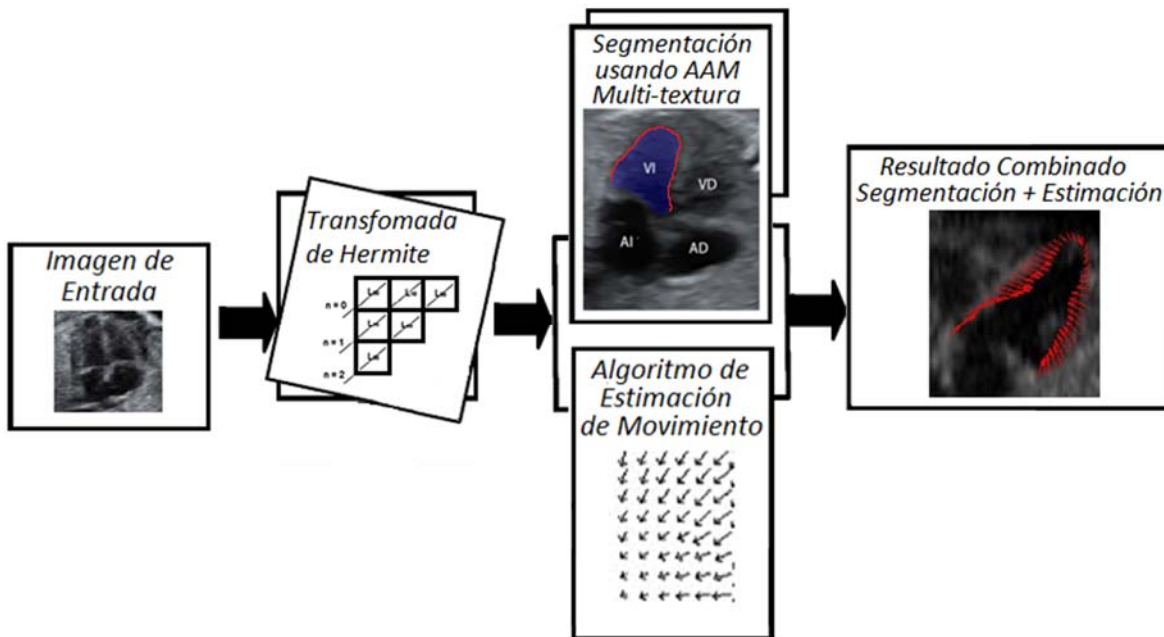 Imagen de
Entrada
Transfomada
de Hermite
n = 0
n = 1
n = 2
Segmentación
usando AAM
Multi-textura
VI
VD
AI
AD
Algoritmo de
Estimación
de Movimiento
Resultado Combinado
Segmentación + Estimación